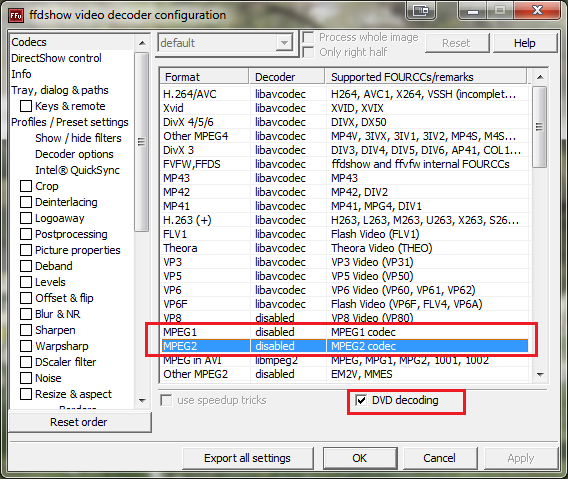 ffdshow video decoder configuration
Codecs
DirectShow control
Info
Tray, dialog & paths
Keys & remote
Profiles / Preset settings
Show / hide filters
Decoder options
Intel® QuickSync
Crop
Deinterlacing
Logoaway
Postprocessing
Picture properties
Deband
Levels
Offset & flip
Blur & NR
Sharpen
Warpsharp
DScaler filter
Noise
Resize & aspect
Reset order
default
Process whole image
Only right half
Reset
Help
Format Decoder Supported FOURCCs/remarks
H.264/AVC libavcodec H264, AVC1, X264, VSSH (incomplet...
Xvid libavcodec XVID, XVIX
DivX 4/5/6 libavcodec DIVX, DX50
Other MPEG4 libavcodec MP4V, 3IVX, 3IV1, 3IV2, MP4S, M4S...
DivX 3 libavcodec DIV3, DIV4, DIV5, DIV6, AP41, COL1...
FVFW,FFDS libavcodec ffdshow and ffvfw internal FOURCCs
MP43 libavcodec MP43
MP42 libavcodec MP42, DIV2
MP41 libavcodec MP41, MPG4, DIV1
H.263 (+) libavcodec H263, L263, M263, U263, X263, S26...
FLV1 libavcodec Flash Video (FLV1)
Theora libavcodec Theora Video (THEO)
VP3 libavcodec VP3 Video (VP31)
VP5 libavcodec VP5 Video (VP50)
VP6 libavcodec VP6 Video (VP60, VP61, VP62)
VP6F libavcodec Flash Video (VP6F, FLV4, VP6A)
VP8 disabled VP8 Video (VP80)
MPEG1 disabled MPEG1 codec
MPEG2 disabled MPEG2 codec
MPEG in AVI libmpeg2 MPEG, MPG1, MPG2, 1001, 1002
Other MPEG2 disabled EM2V, MMES
use speedup tricks
DVD decoding
Export all settings
OK
Cancel
Apply